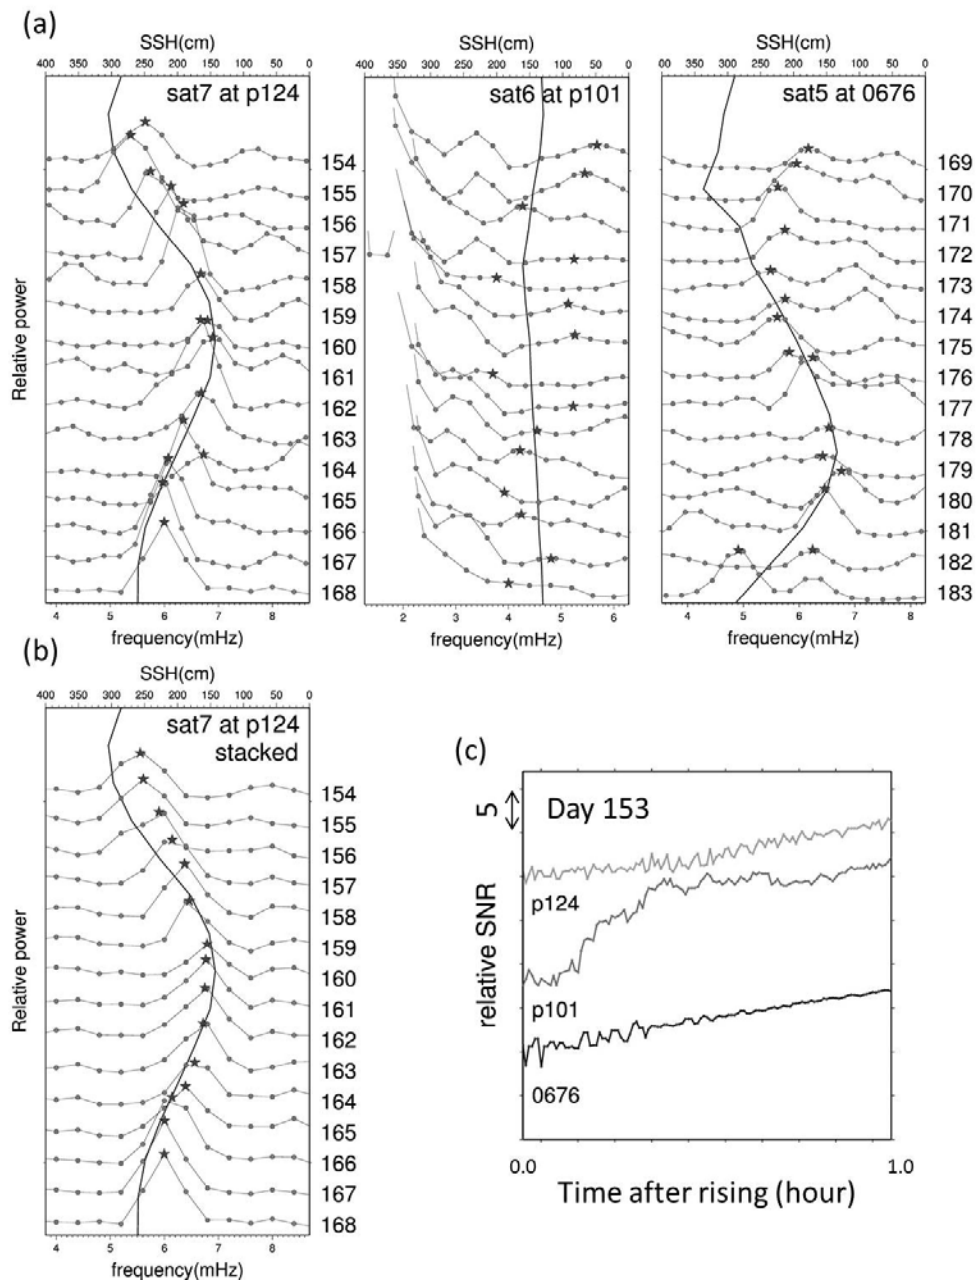 (a)
SSH(cm)
400 350 300 250 200 150 100 50 0
sat7 at p124
Relative power
154
155
156
157
158
159
160
161
162
163
164
165
166
167
168
4 5 6 7 8
frequency(mHz)
SSH(cm)
400 350 300 250 200 150 100 50 0
sat6 at p101
2 3 4 5 6
frequency(mHz)
SSH(cm)
300 250 200 150 100 50 0
sat5 at 0676
169
170
171
172
173
174
175
176
177
178
179
180
181
182
183
4 5 6 7 8
frequency(mHz)
(b)
SSH(cm)
400 350 300 250 200 150 100 50 0
sat7 at p124
stacked
Relative power
154
155
156
157
158
159
160
161
162
163
164
165
166
167
168
4 5 6 7 8
frequency(mHz)
(c)
5
Day 153
relative SNR
p124
p101
0676
0.0 1.0
Time after rising (hour)